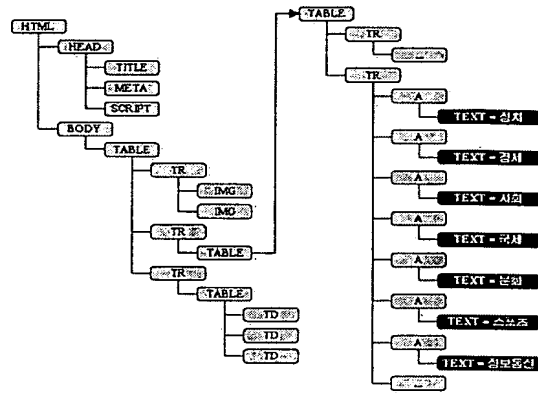 HTML
HEAD
TITLE
META
SCRIPT
BODY
TABLE
TR
IMG
IMG
TR
TABLE
TR
TABLE
TD
TD
TD
TABLE
TR
TR
A
TEXT = 정치
A
TEXT = 경제
A
TEXT = 사회
A
TEXT = 국제
A
TEXT = 문화
A
TEXT = 스포츠
A
TEXT = 정보통신